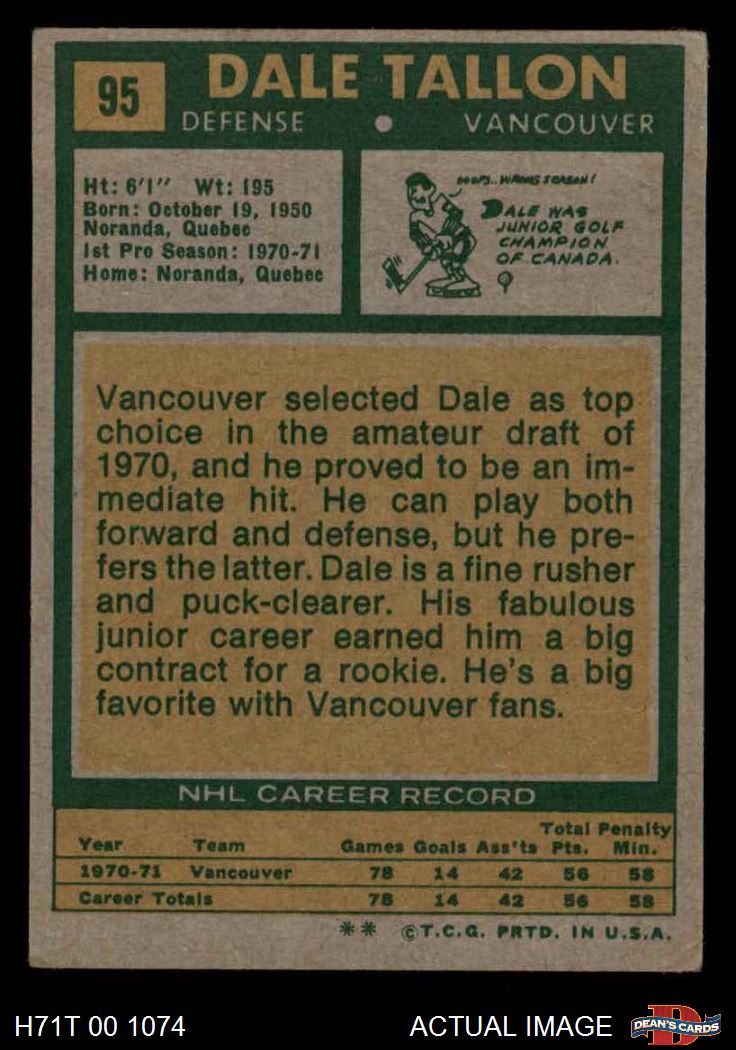 95
DALE TALLON
DEFENSE • VANCOUVER
Ht: 6'1" Wt: 195
Born: October 19, 1950
Noranda, Quebec
1st Pro Season: 1970-71
Home: Noranda, Quebec
OOOPS.. WRONG SEASON!
DALE WAS
JUNIOR GOLF
CHAMPION
OF CANADA.
Vancouver selected Dale as top
choice in the amateur draft of
1970, and he proved to be an im-
mediate hit. He can play both
forward and defense, but he pre-
fers the latter. Dale is a fine rusher
and puck-clearer. His fabulous
junior career earned him a big
contract for a rookie. He's a big
favorite with Vancouver fans.
NHL CAREER RECORD
Total Penalty
Year Team Games Goals Ass'ts Pts. Min.
1970-71 Vancouver 78 14 42 56 58
Career Totals 78 14 42 56 58
** © T.C.G. PRTD. IN U.S.A.
H71T 00 1074
ACTUAL IMAGE
D
DEAN'S CARDS